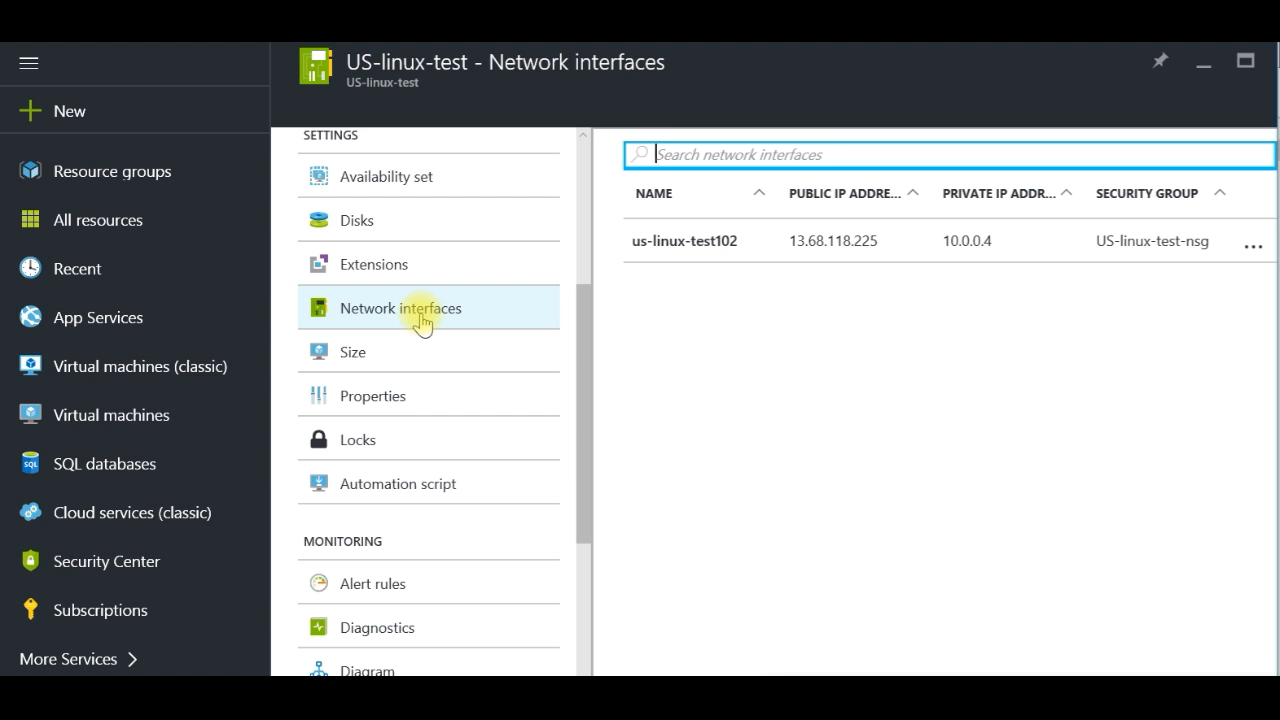 US-linux-test - Network interfaces
US-linux-test
New
Resource groups
All resources
Recent
App Services
Virtual machines (classic)
Virtual machines
SQL databases
Cloud services (classic)
Security Center
Subscriptions
More Services
SETTINGS
Availability set
Disks
Extensions
Network interfaces
Size
Properties
Locks
Automation script
MONITORING
Alert rules
Diagnostics
Diagram
Search network interfaces
NAME PUBLIC IP ADDRE... PRIVATE IP ADDR... SECURITY GROUP
us-linux-test102 13.68.118.225 10.0.0.4 US-linux-test-nsg ...